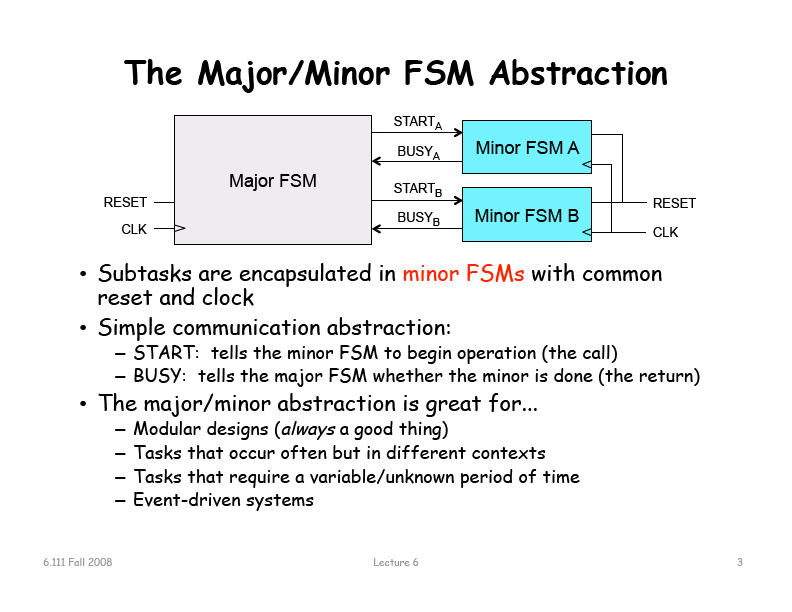 The Major/Minor FSM Abstraction
STARTA
BUSYA
Minor FSM A
Major FSM
STARTB
BUSYB
Minor FSM B
RESET
CLK
RESET
CLK
• Subtasks are encapsulated in minor FSMs with common
reset and clock
• Simple communication abstraction:
– START: tells the minor FSM to begin operation (the call)
– BUSY: tells the major FSM whether the minor is done (the return)
• The major/minor abstraction is great for...
– Modular designs (always a good thing)
– Tasks that occur often but in different contexts
– Tasks that require a variable/unknown period of time
– Event-driven systems
6.111 Fall 2008
Lecture 6
3